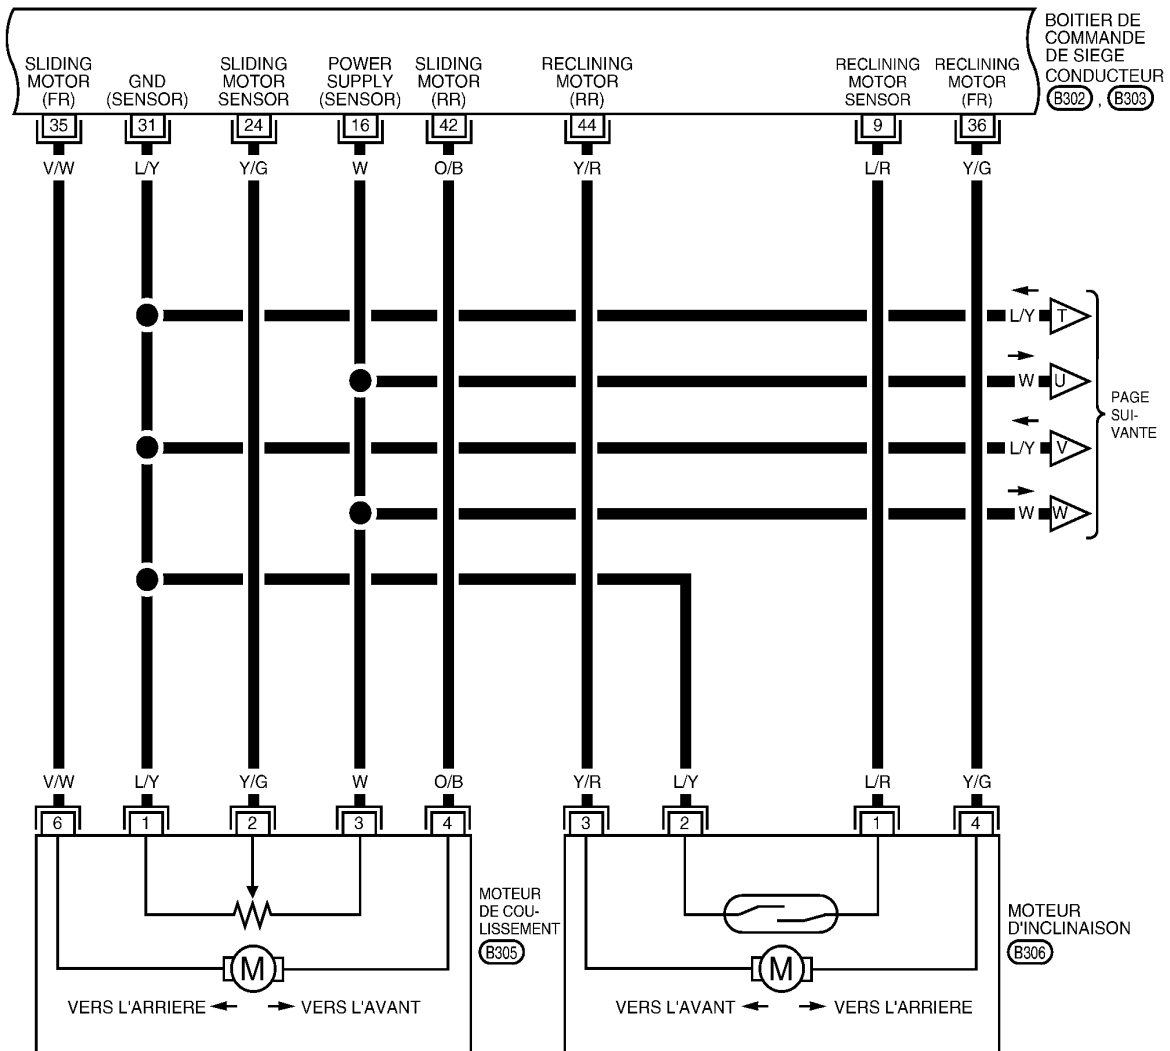 BOITIER DE
COMMANDE
DE SIEGE
CONDUCTEUR
B302 , B303
SLIDING
MOTOR
(FR)
GND
(SENSOR)
SLIDING
MOTOR
SENSOR
POWER
SUPPLY
(SENSOR)
SLIDING
MOTOR
(RR)
RECLINING
MOTOR
(RR)
RECLINING
MOTOR
SENSOR
RECLINING
MOTOR
(FR)
35 31 24 16 42 44 9 36
V/W L/Y Y/G W O/B Y/R L/R Y/G
L/Y T
W U
L/Y V
W W
PAGE
SUI-
VANTE
V/W L/Y Y/G W O/B Y/R L/Y L/R Y/G
6 1 2 3 4 3 2 1 4
MOTEUR
DE COU-
LISSEMENT
B305
M
VERS L'ARRIERE VERS L'AVANT
MOTEUR
D'INCLINAISON
B306
M
VERS L'AVANT VERS L'ARRIERE